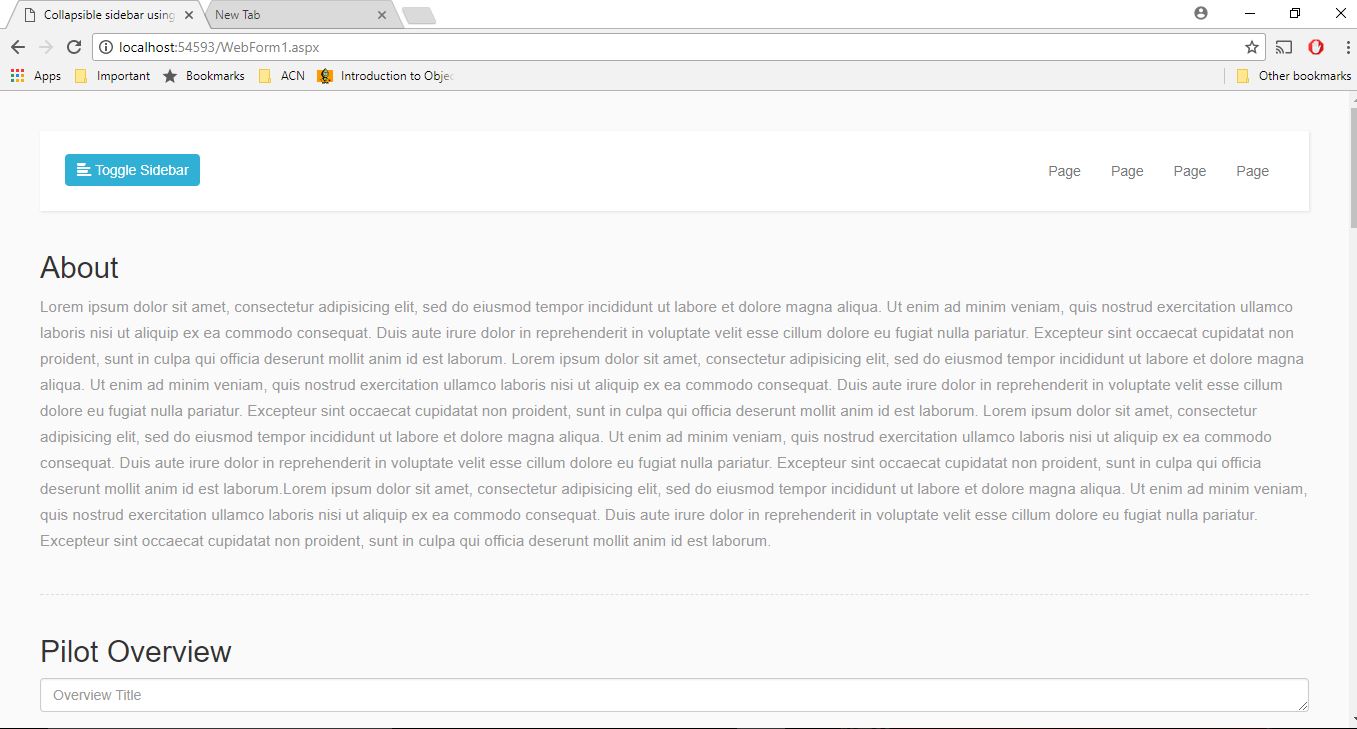 Collapsible sidebar using
New Tab
localhost:54593/WebForm1.aspx
Apps Important Bookmarks ACN Introduction to Objec Other bookmarks
Toggle Sidebar Page Page Page Page
About
Lorem ipsum dolor sit amet, consectetur adipisicing elit, sed do eiusmod tempor incididunt ut labore et dolore magna aliqua. Ut enim ad minim veniam, quis nostrud exercitation ullamco
laboris nisi ut aliquip ex ea commodo consequat. Duis aute irure dolor in reprehenderit in voluptate velit esse cillum dolore eu fugiat nulla pariatur. Excepteur sint occaecat cupidatat non
proident, sunt in culpa qui officia deserunt mollit anim id est laborum. Lorem ipsum dolor sit amet, consectetur adipisicing elit, sed do eiusmod tempor incididunt ut labore et dolore magna
aliqua. Ut enim ad minim veniam, quis nostrud exercitation ullamco laboris nisi ut aliquip ex ea commodo consequat. Duis aute irure dolor in reprehenderit in voluptate velit esse cillum
dolore eu fugiat nulla pariatur. Excepteur sint occaecat cupidatat non proident, sunt in culpa qui officia deserunt mollit anim id est laborum. Lorem ipsum dolor sit amet, consectetur
adipisicing elit, sed do eiusmod tempor incididunt ut labore et dolore magna aliqua. Ut enim ad minim veniam, quis nostrud exercitation ullamco laboris nisi ut aliquip ex ea commodo
consequat. Duis aute irure dolor in reprehenderit in voluptate velit esse cillum dolore eu fugiat nulla pariatur. Excepteur sint occaecat cupidatat non proident, sunt in culpa qui officia
deserunt mollit anim id est laborum.Lorem ipsum dolor sit amet, consectetur adipisicing elit, sed do eiusmod tempor incididunt ut labore et dolore magna aliqua. Ut enim ad minim veniam,
quis nostrud exercitation ullamco laboris nisi ut aliquip ex ea commodo consequat. Duis aute irure dolor in reprehenderit in voluptate velit esse cillum dolore eu fugiat nulla pariatur.
Excepteur sint occaecat cupidatat non proident, sunt in culpa qui officia deserunt mollit anim id est laborum.
Pilot Overview
Overview Title